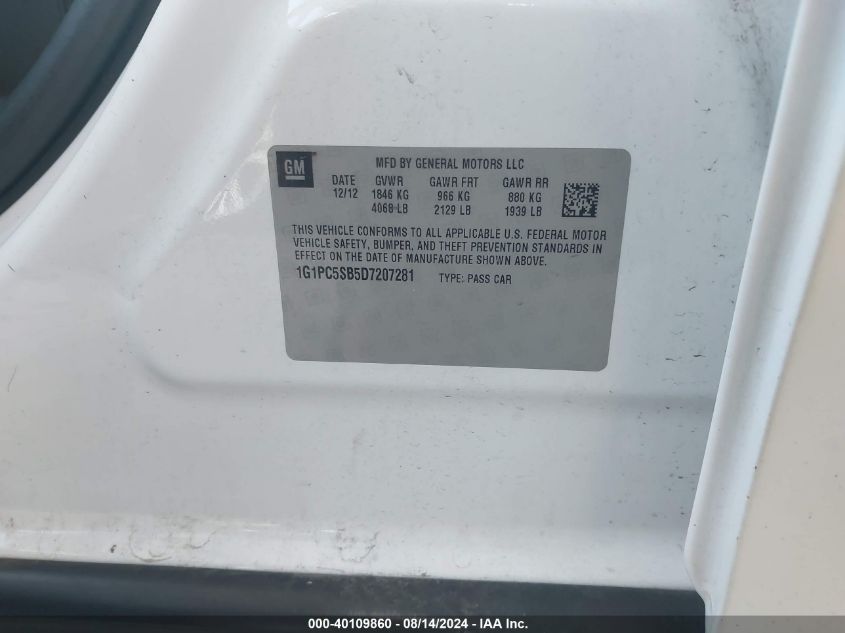 GM
MFD BY GENERAL MOTORS LLC
DATE GVWR GAWR FRT GAWR RR
12/12 1846 KG 966 KG 880 KG
4068 LB 2129 LB 1939 LB
THIS VEHICLE CONFORMS TO ALL APPLICABLE U.S. FEDERAL MOTOR
VEHICLE SAFETY, BUMPER, AND THEFT PREVENTION STANDARDS IN
EFFECT ON THE DATE OF MANUFACTURE SHOWN ABOVE.
1G1PC5SB5D7207281 TYPE: PASS CAR
000-40109860 - 08/14/2024 - IAA Inc.